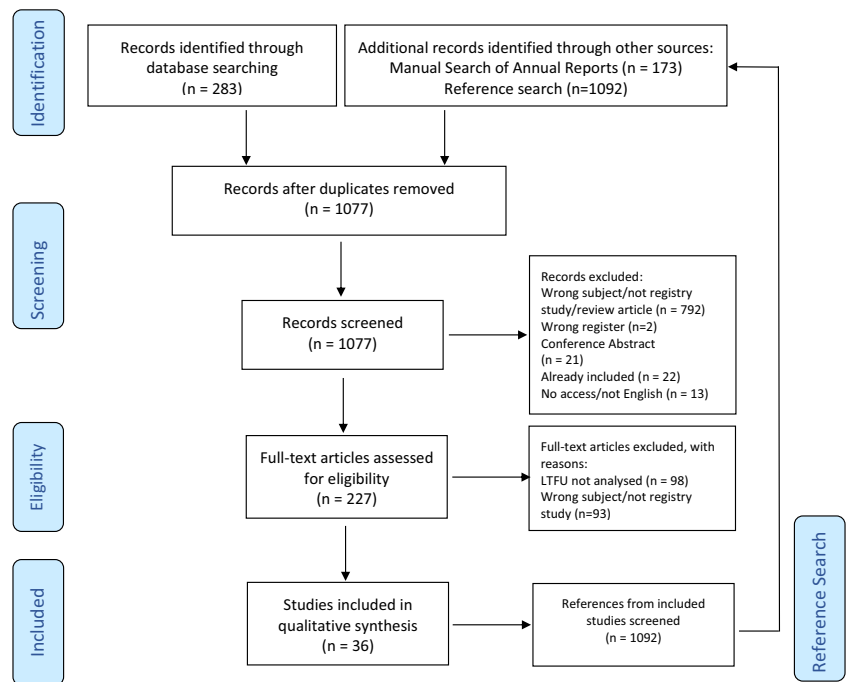 Identification
Records identified through
database searching
(n = 283)
Additional records identified through other sources:
Manual Search of Annual Reports (n = 173)
Reference search (n=1092)
Records after duplicates removed
(n = 1077)
Screening
Records screened
(n = 1077)
Records excluded:
Wrong subject/not registry
study/review article (n = 792)
Wrong register (n=2)
Conference Abstract
(n = 21)
Already included (n = 22)
No access/not English (n = 13)
Eligibility
Full-text articles assessed
for eligibility
(n = 227)
Full-text articles excluded, with
reasons:
LTFU not analysed (n = 98)
Wrong subject/not registry
study (n=93)
Included
Studies included in
qualitative synthesis
(n = 36)
References from included
studies screened
(n = 1092)
Reference Search